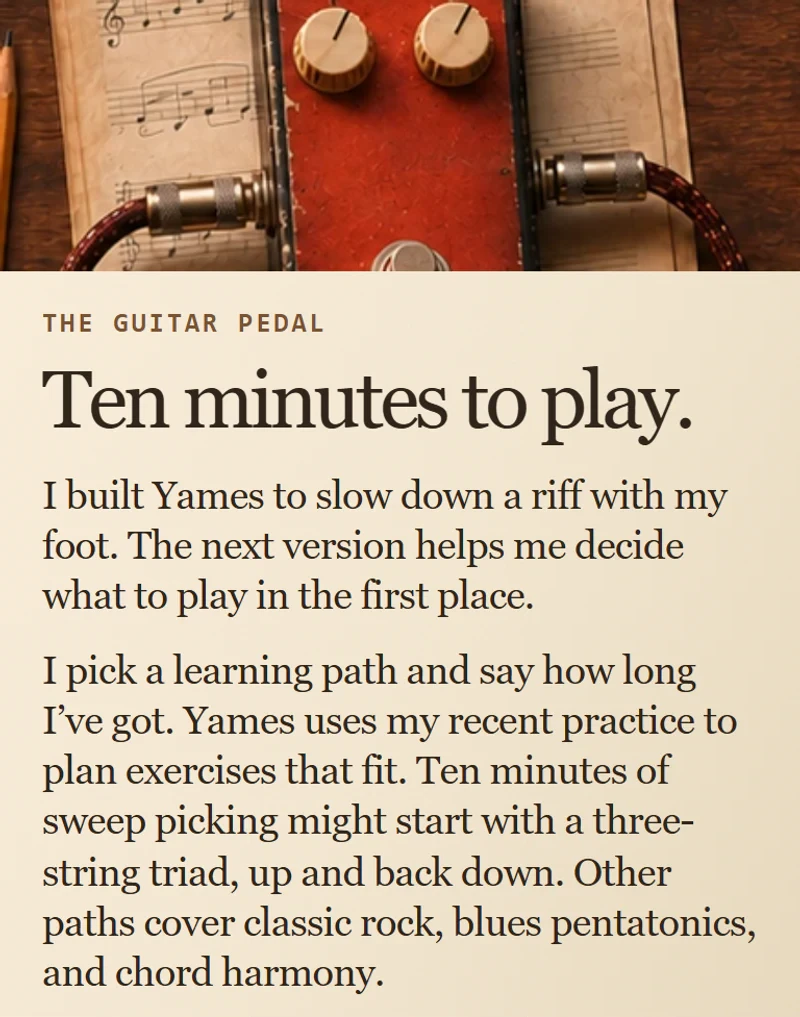 THE GUITAR PEDAL
Ten minutes to play.
I built Yames to slow down a riff with my
foot. The next version helps me decide
what to play in the first place.
I pick a learning path and say how long
I’ve got. Yames uses my recent practice to
plan exercises that fit. Ten minutes of
sweep picking might start with a three-
string triad, up and back down. Other
paths cover classic rock, blues pentatonics,
and chord harmony.